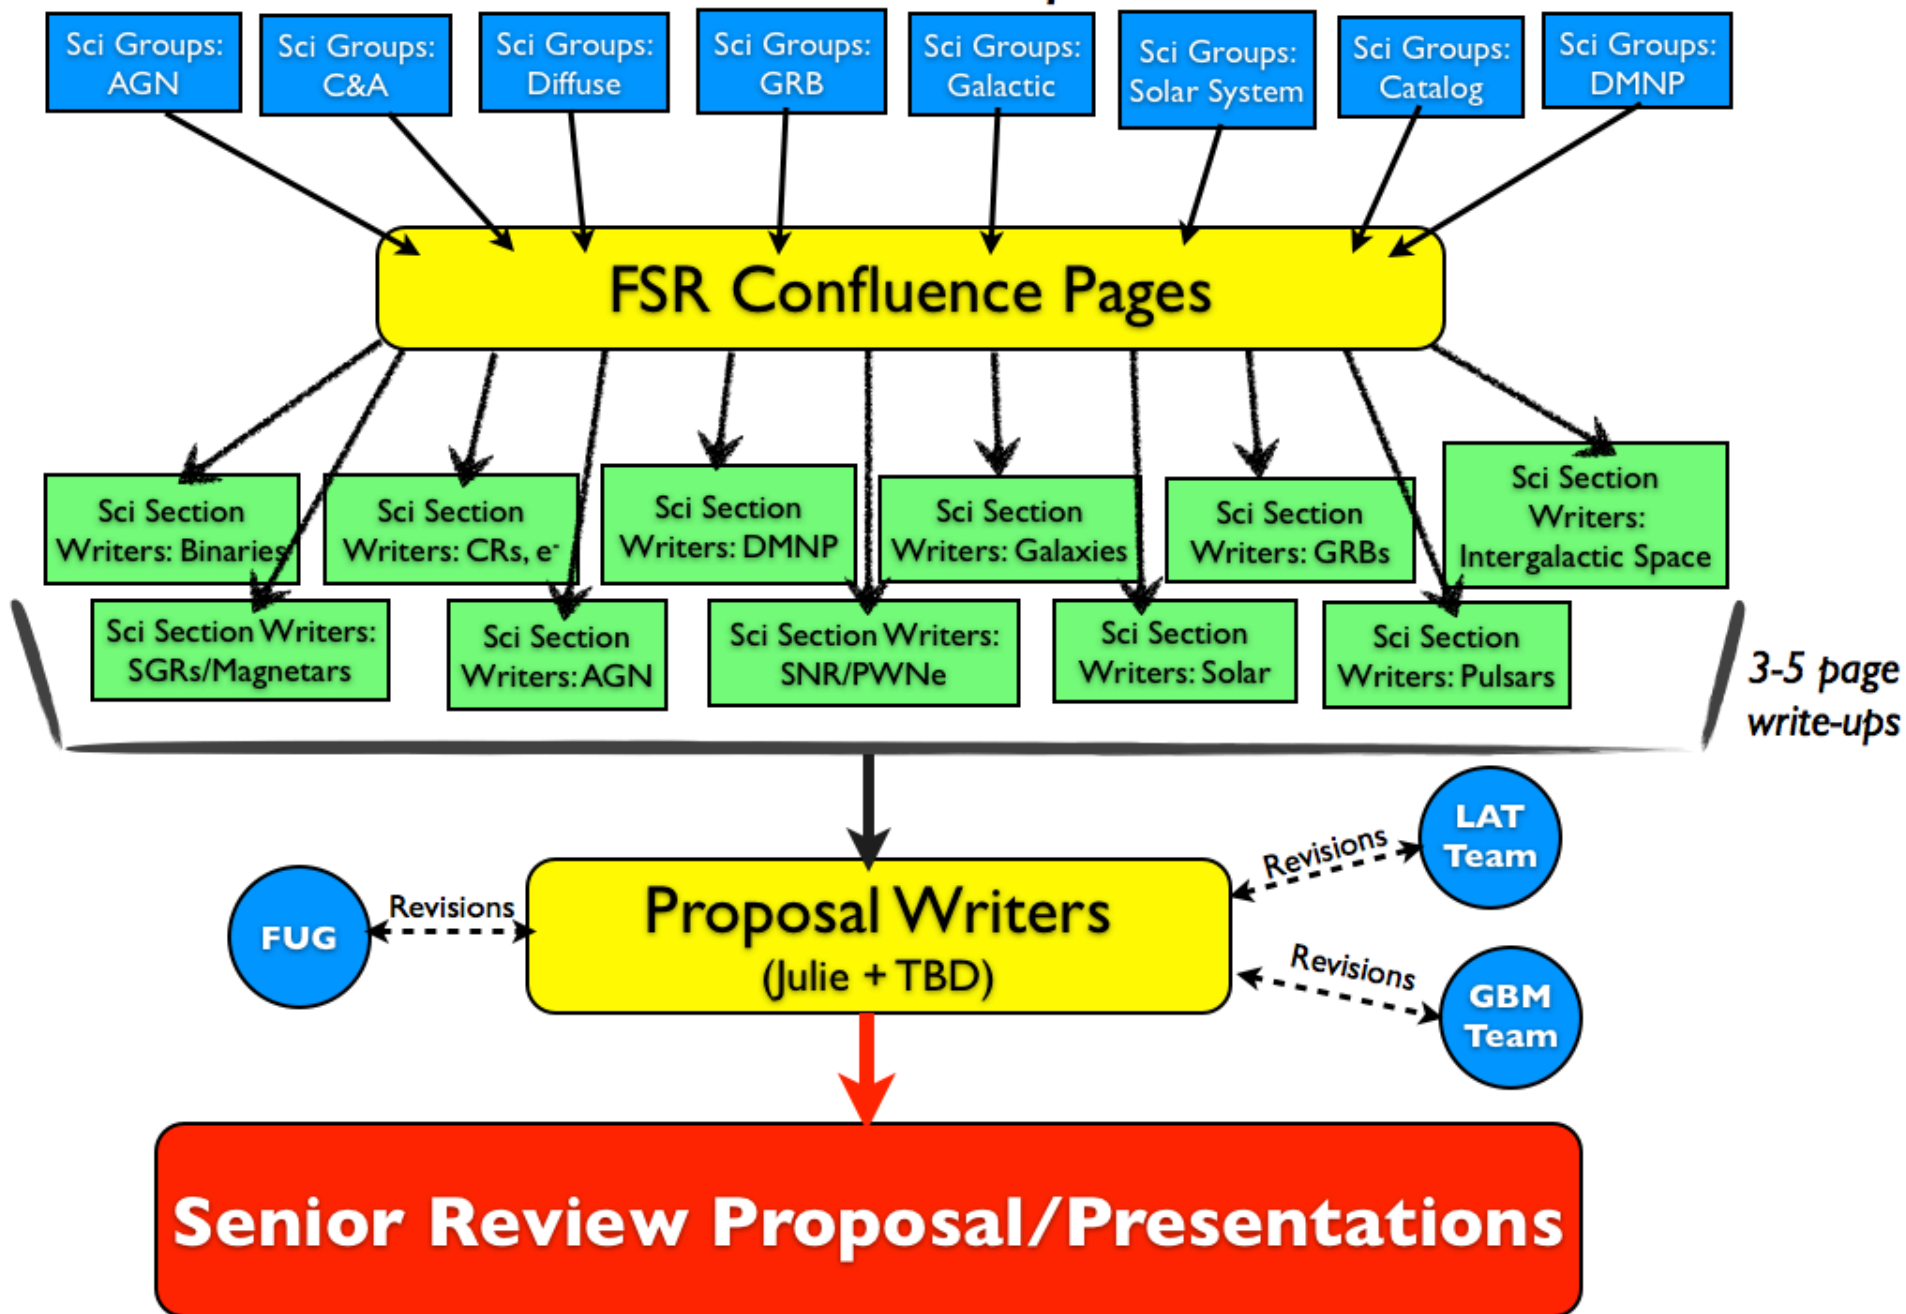 Sci Groups:
AGN
Sci Groups:
C&A
Sci Groups:
Diffuse
Sci Groups:
GRB
Sci Groups:
Galactic
Sci Groups:
Solar System
Sci Groups:
Catalog
Sci Groups:
DMNP
FSR Confluence Pages
Sci Section
Writers: Binaries
Sci Section
Writers: CRs, e⁻
Sci Section
Writers: DMNP
Sci Section
Writers: Galaxies
Sci Section
Writers: GRBs
Sci Section
Writers:
Intergalactic Space
Sci Section Writers:
SGRs/Magnetars
Sci Section
Writers: AGN
Sci Section Writers:
SNR/PWNe
Sci Section
Writers: Solar
Sci Section
Writers: Pulsars
3-5 page
write-ups
LAT
Team
Revisions
FUG
Revisions
Proposal Writers
(Julie + TBD)
Revisions
GBM
Team
Senior Review Proposal/Presentations